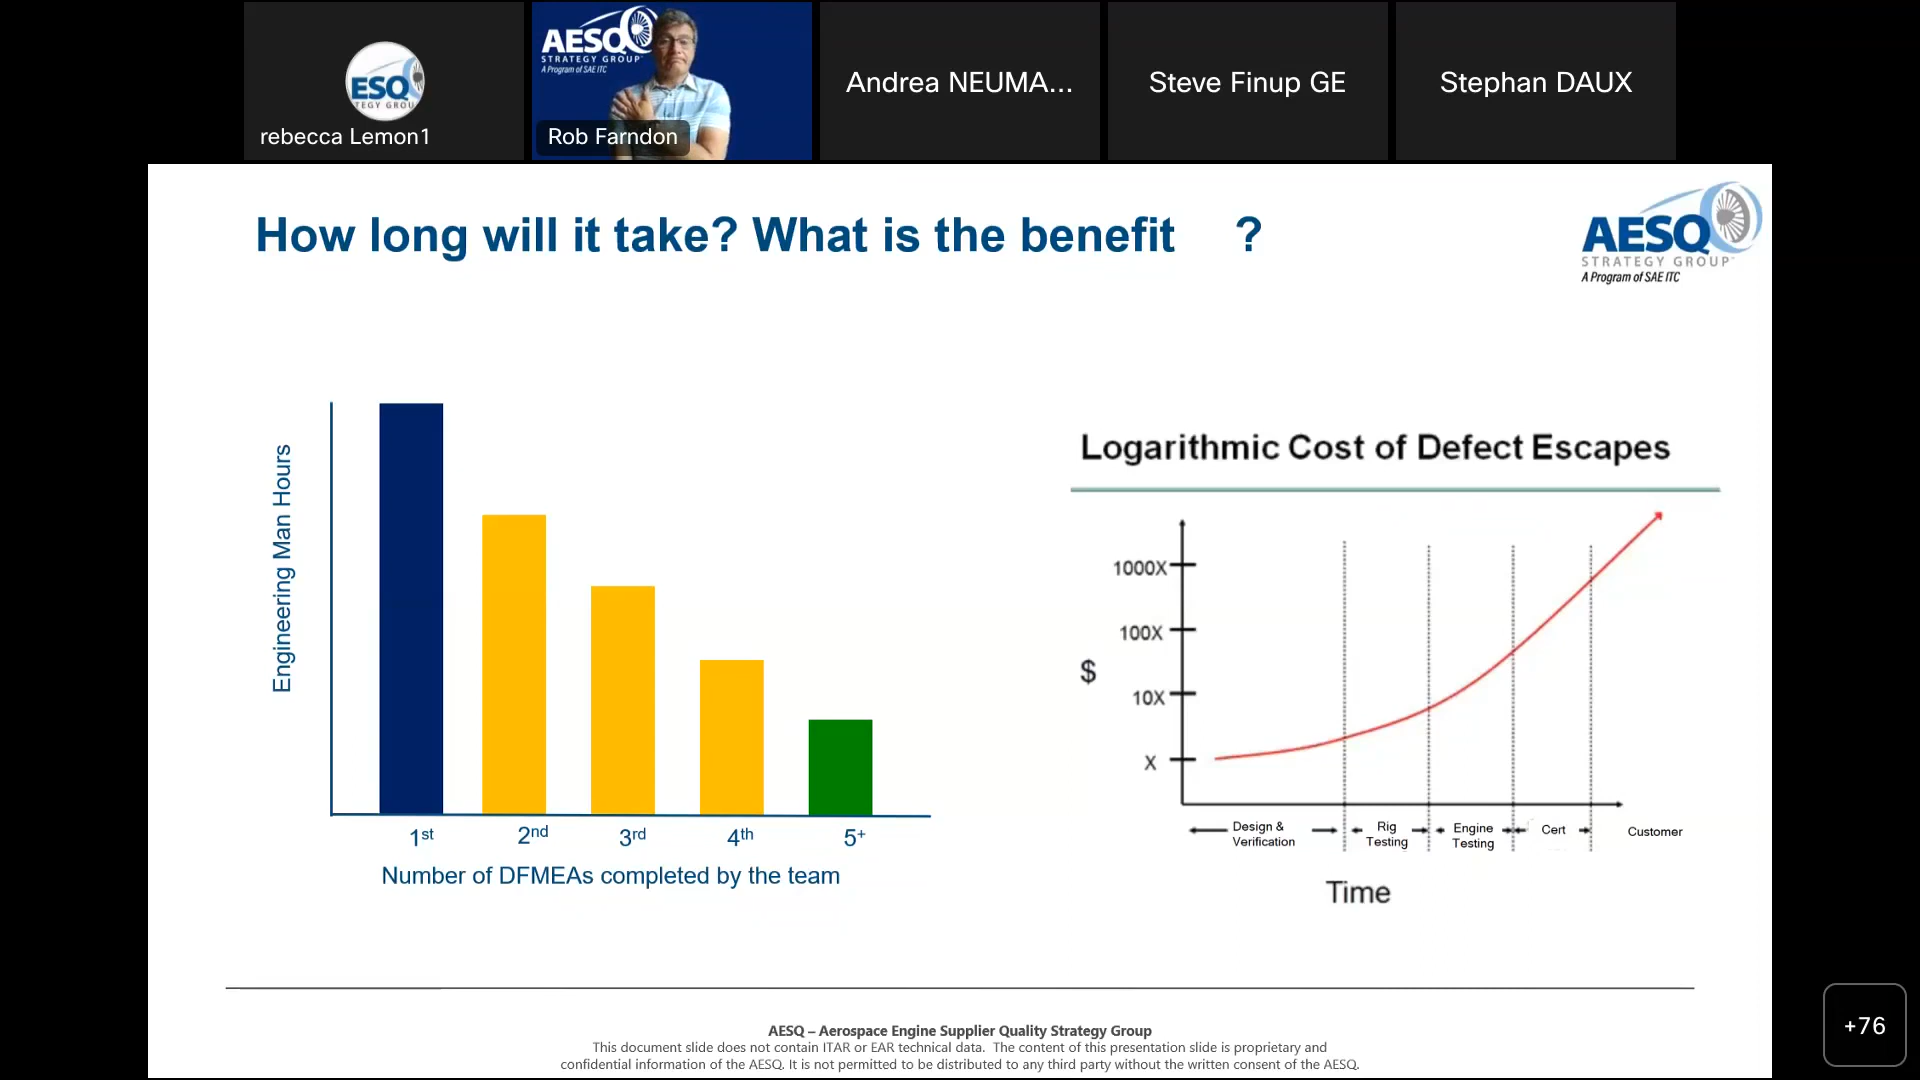 ESQ
TEGY GROU
rebecca Lemon1
AESQ
STRATEGY GROUP
A Program of SAE ITC
Rob Farndon
Andrea NEUMA...
Steve Finup GE
Stephan DAUX
How long will it take? What is the benefit ?
AESQ
STRATEGY GROUP
A Program of SAE ITC
Engineering Man Hours
1st
2nd
3rd
4th
5+
Number of DFMEAs completed by the team
Logarithmic Cost of Defect Escapes
1000X
100X
10X
X
$
Design &
Verification
Rig
Testing
Engine
Testing
Cert
Customer
Time
AESQ – Aerospace Engine Supplier Quality Strategy Group
This document slide does not contain ITAR or EAR technical data. The content of this presentation slide is proprietary and
confidential information of the AESQ. It is not permitted to be distributed to any third party without the written consent of the AESQ.
+76